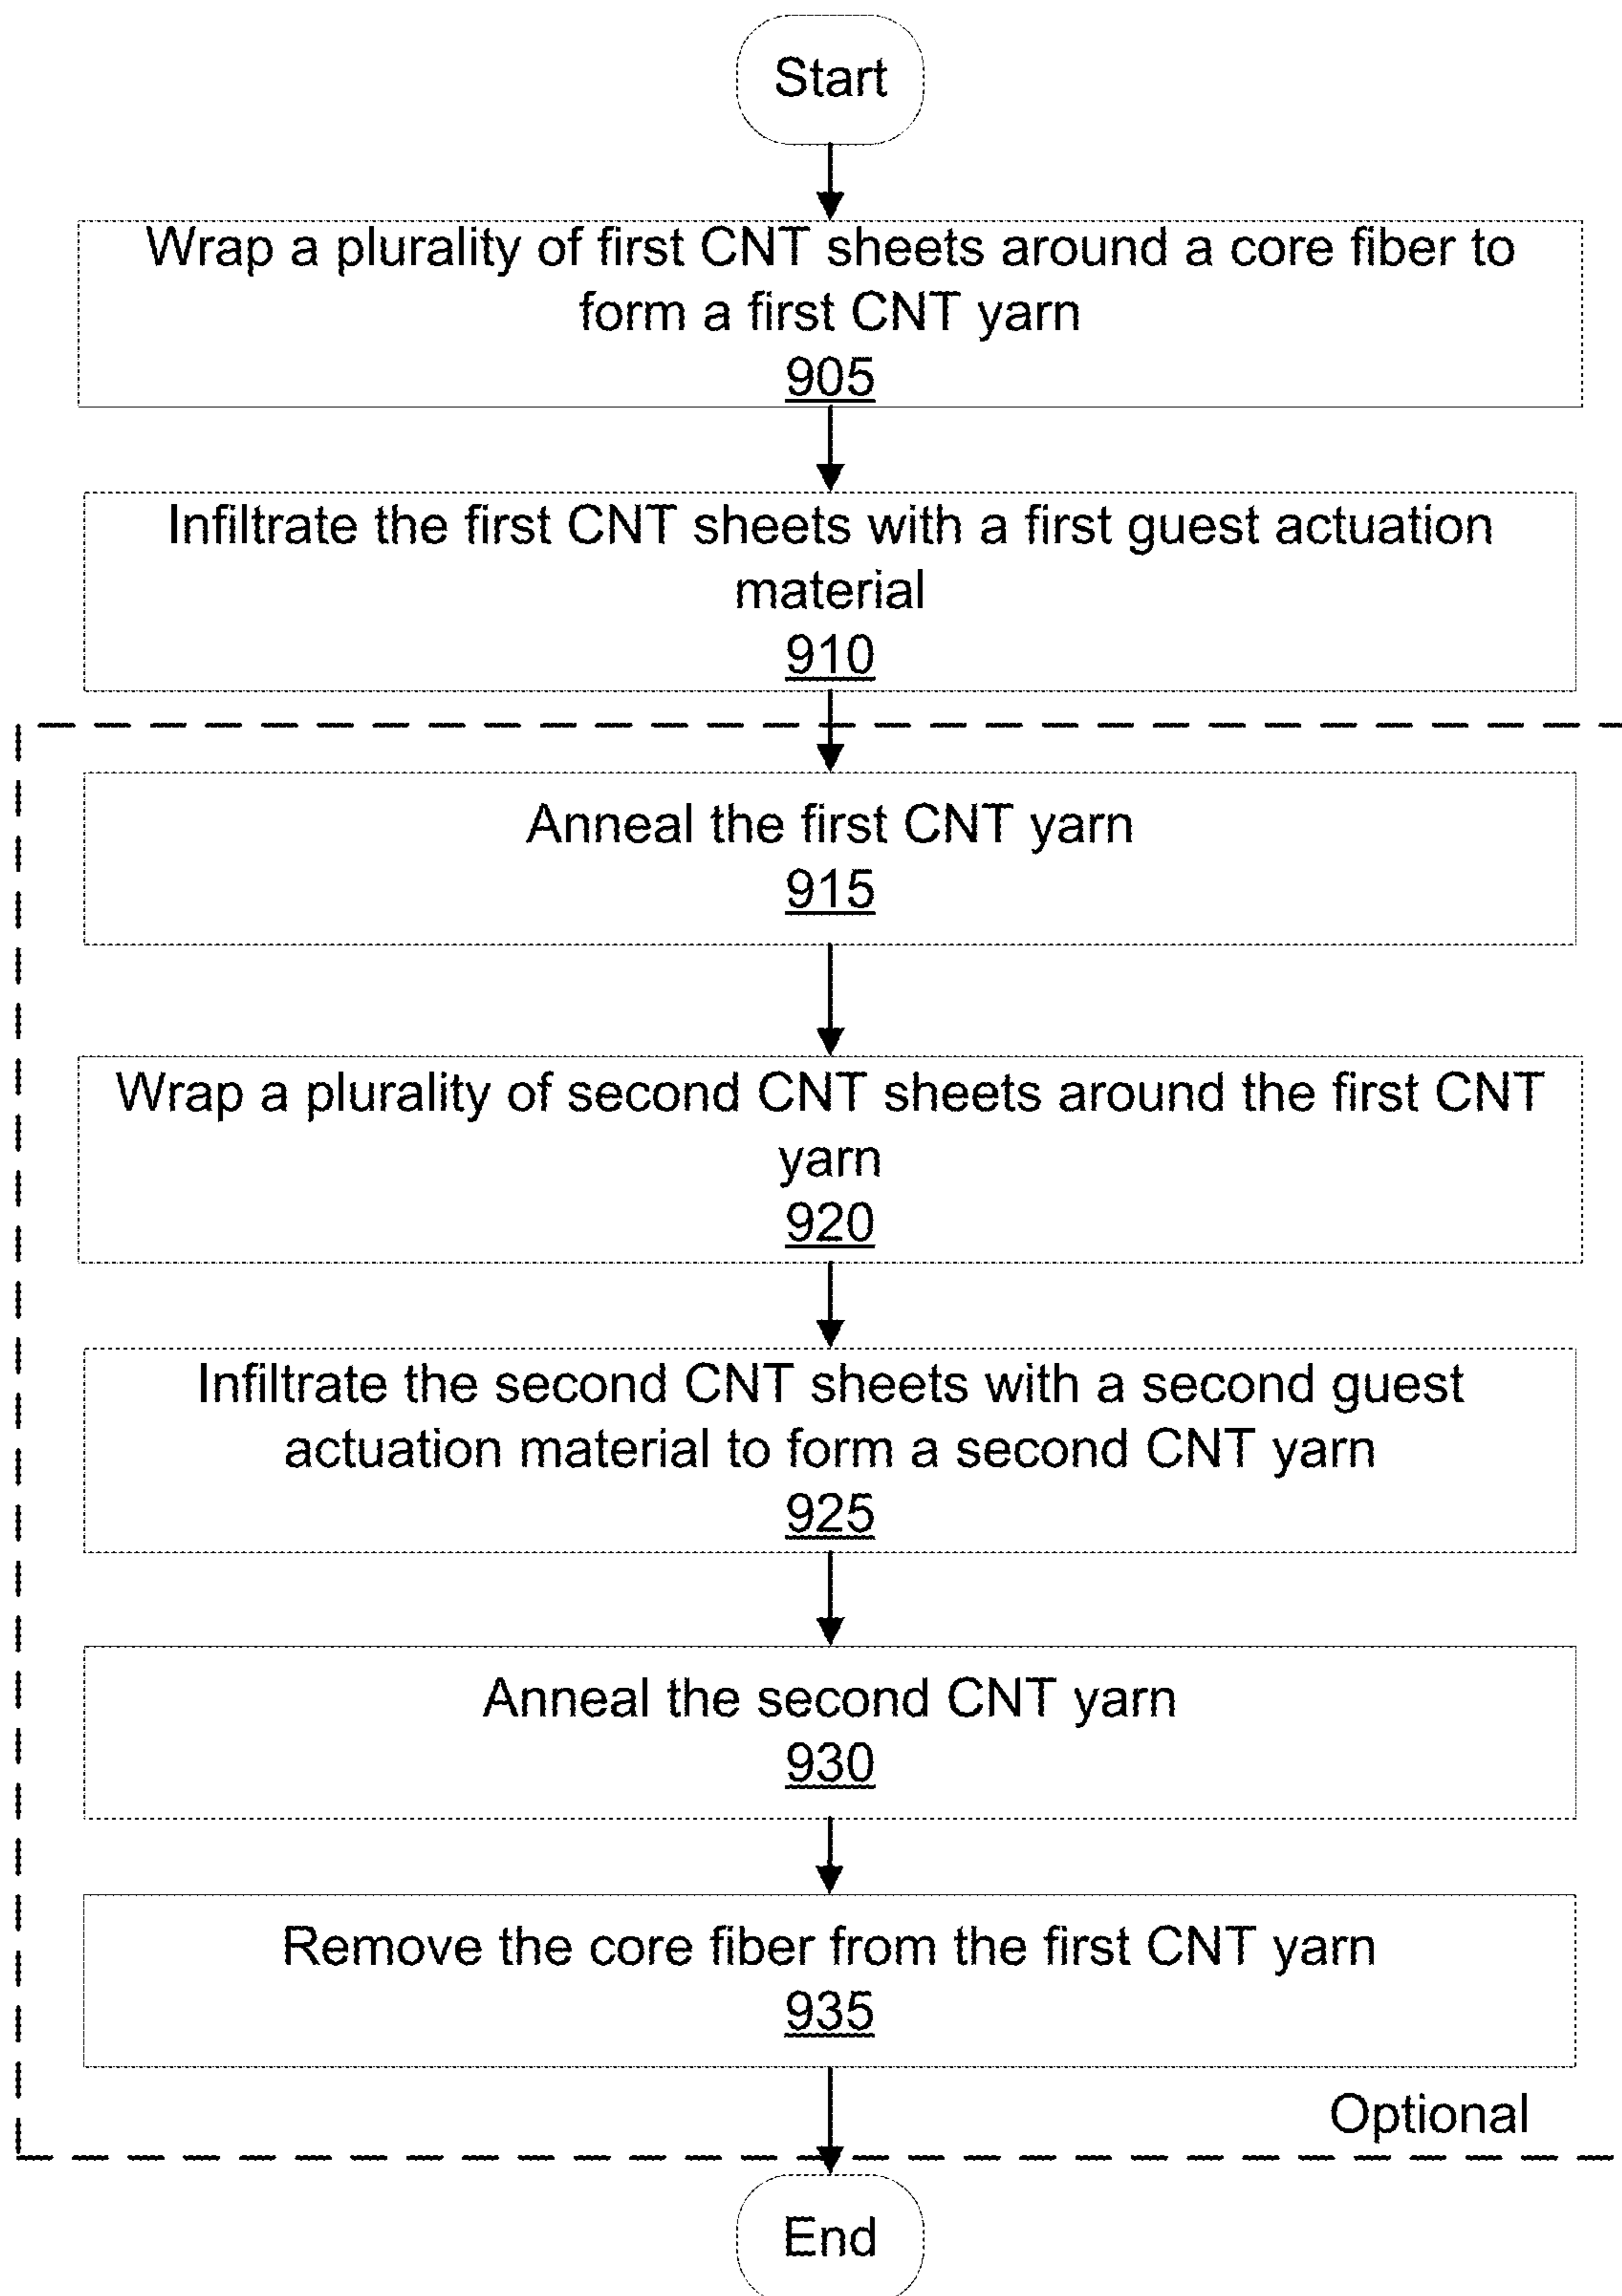 Start
Wrap a plurality of first CNT sheets around a core fiber to
form a first CNT yarn
905
Infiltrate the first CNT sheets with a first guest actuation
material
910
Anneal the first CNT yarn
915
Wrap a plurality of second CNT sheets around the first CNT
yarn
920
Infiltrate the second CNT sheets with a second guest
actuation material to form a second CNT yarn
925
Anneal the second CNT yarn
930
Remove the core fiber from the first CNT yarn
935
Optional
End